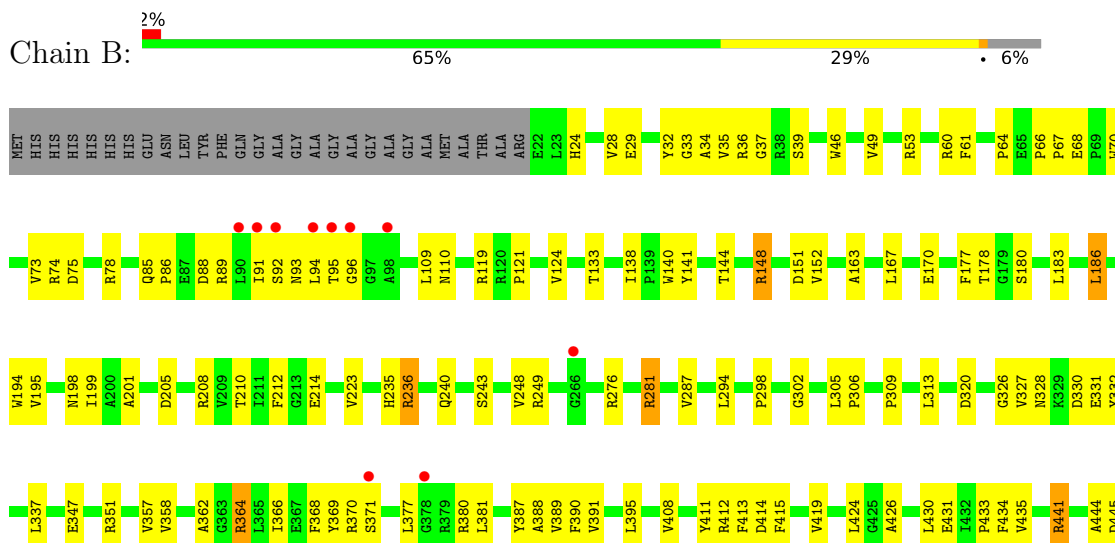 2%
Chain B:
65% 29% • 6%
MET HIS HIS HIS HIS HIS HIS GLU ASN LEU TYR PHE GLN GLY ALA ALA GLY ALA GLY ALA GLY ALA MET ALA THR ALA ARG E22 L23 H24 V28 E29 Y32 G33 A34 V35 R36 G37 R38 S39 W46 V49 R53 R60 F61 P64 E65 P66 P67 E68 P69 W72
V73 R74 D75 R78 Q85 P86 E87 D88 R89 L90 I91 S92 N93 L94 T95 G96 G97 A98 L109 N110 R119 R120 P121 V124 T133 I138 P139 W140 Y141 T144 R148 D151 V152 A163 L167 E170 F177 T178 G179 S180 L183 L186
W194 V195 N198 I199 A200 A201 D205 R208 V209 T210 I211 F212 G213 E214 V223 H235 R236 Q240 S243 V248 R249 G266 R276 R281 V287 L294 P298 G302 L305 P306 P309 L313 D320 G326 V327 N328 K329 D330 E331
L337 E347 R351 V357 V358 A362 G363 R364 L365 I366 E367 F368 Y369 R370 S371 L377 G378 R379 R380 L381 Y387 A388 V389 F390 V391 L395 V408 Y411 R412 F413 D414 F415 V419 L424 G425 A426 L430 E431 I432 P433 F434 V435 R441 A444